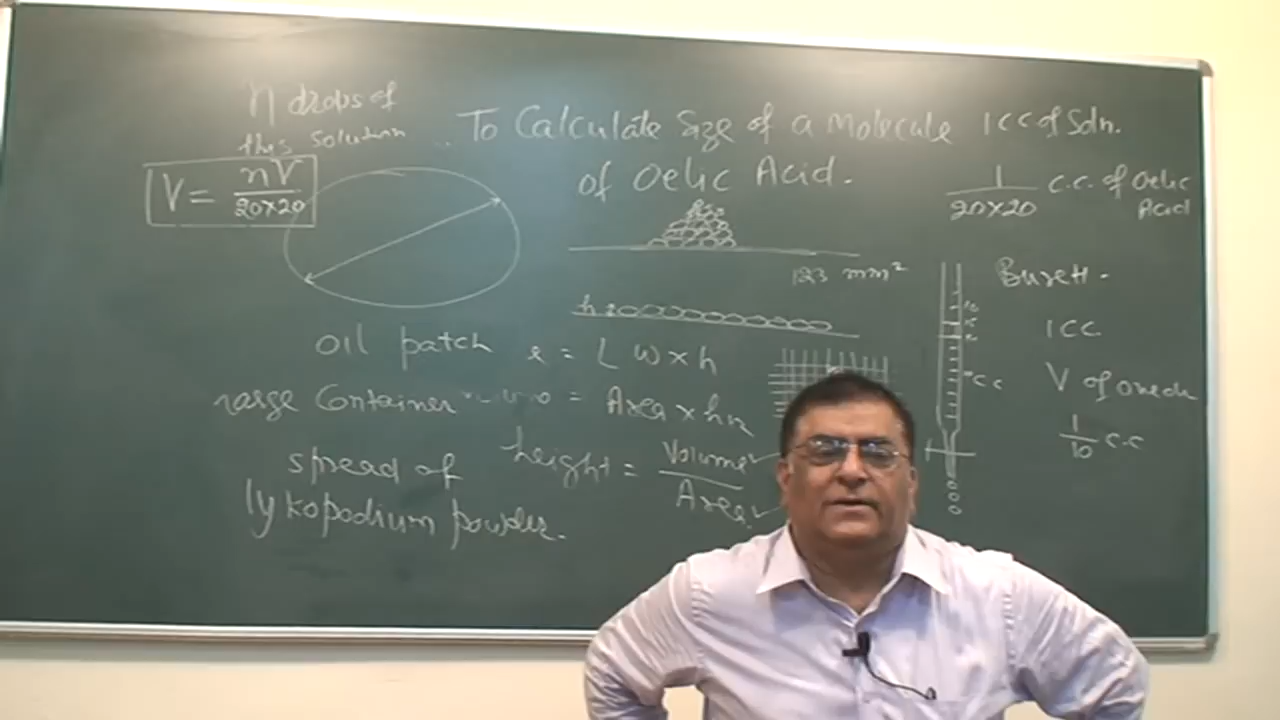 η drops of
this solution
V = nV / 20×20
To Calculate Size of a Molecule
of Oelic Acid.
1 CC of Soln.
1 / 20×20 C.C. of Oelic
Acid
123 mm²
Burett.
1 CC.
V of one
1/10 C.C
C C
h
oil patch
= L W × h
Large Container
= Area × h
spread of
lykopodium powder.
height = Volume / Area